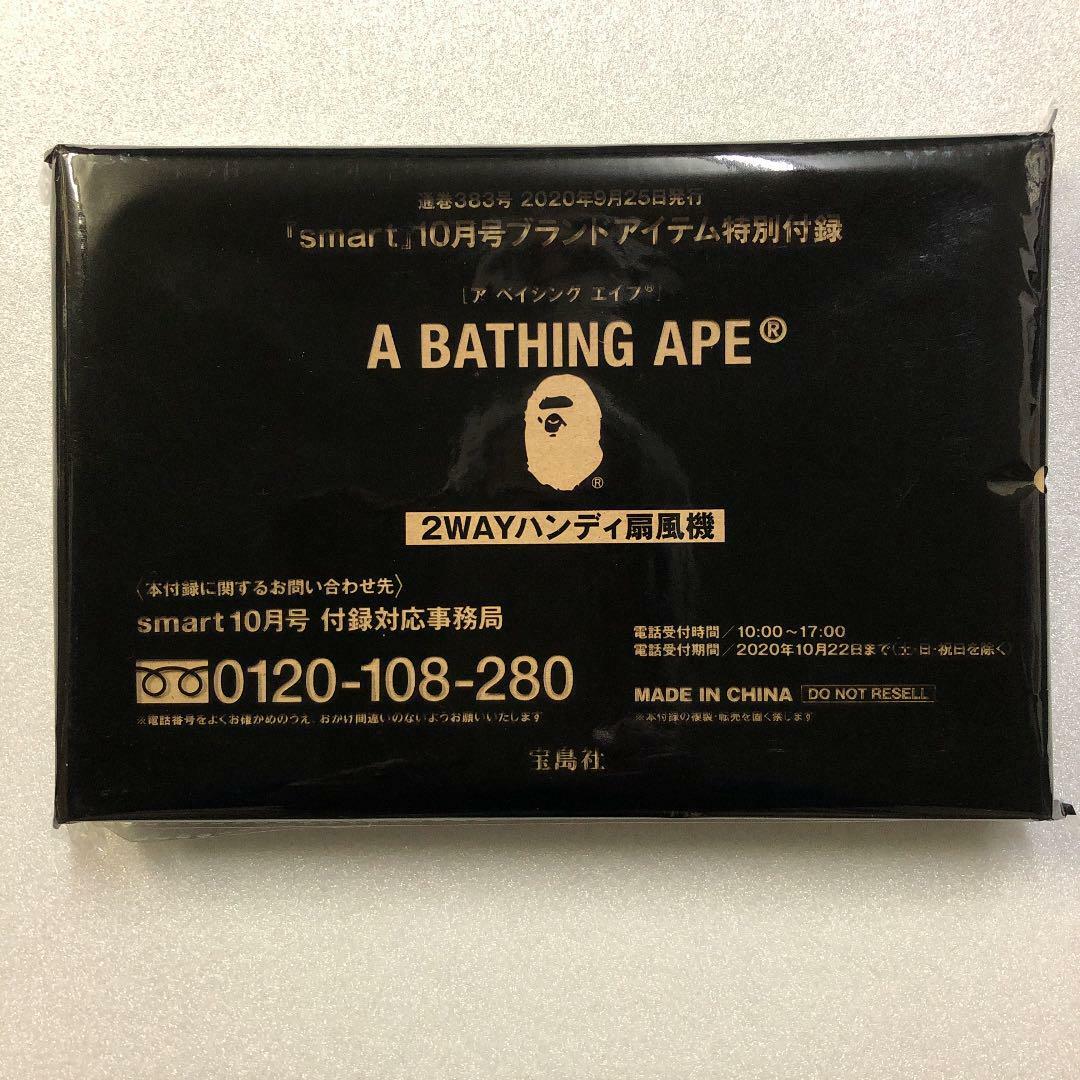 通巻383号 2020年9月25日発行
『smart』10月号ブランドアイテム特別付録
[ア ベイシング エイプ®]
A BATHING APE®
®
2WAYハンディ扇風機
〈本付録に関するお問い合わせ先〉
smart10月号 付録対応事務局
0120-108-280
※電話番号をよくお確かめのうえ、おかけ間違いのないようお願いいたします
電話受付時間／10:00～17:00
電話受付期間／2020年10月22日まで(土・日・祝日を除く)
MADE IN CHINA DO NOT RESELL
※本付録の複製・転売を固く禁じます
宝島社